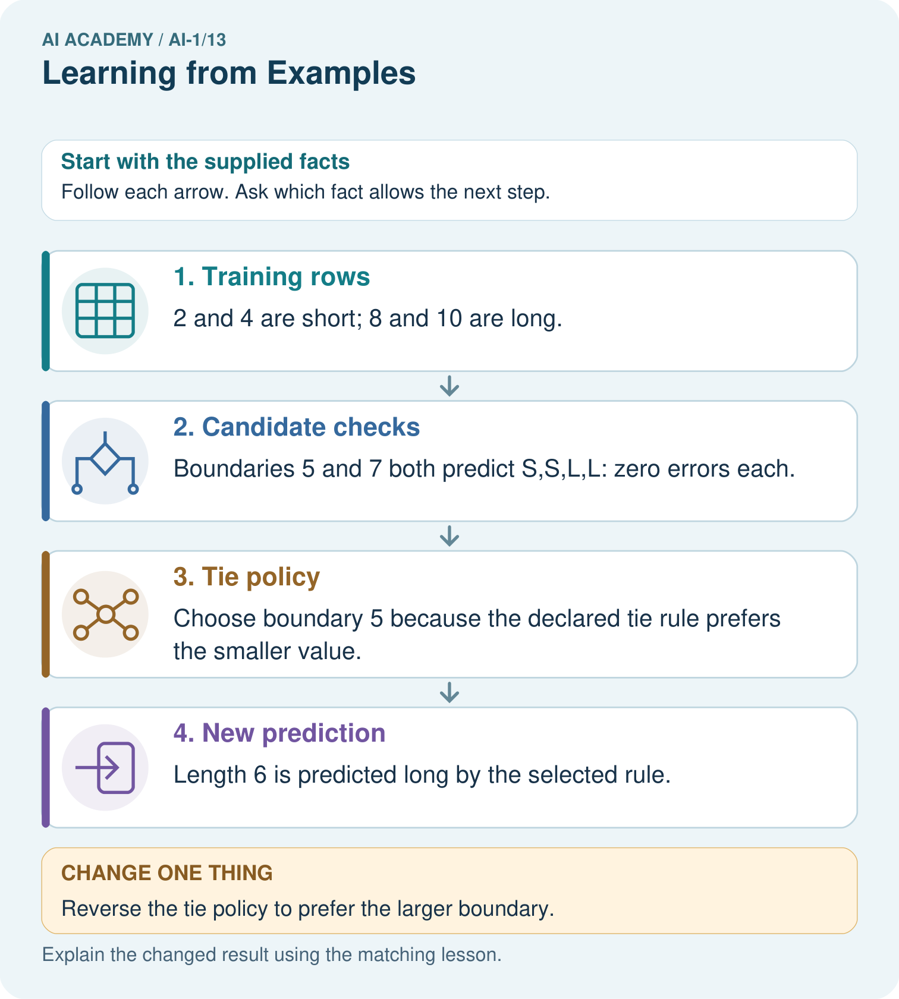 AI ACADEMY / AI-1/13
Learning from Examples
Start with the supplied facts
Follow each arrow. Ask which fact allows the next step.
1. Training rows
2 and 4 are short; 8 and 10 are long.
2. Candidate checks
Boundaries 5 and 7 both predict S,S,L,L: zero errors each.
3. Tie policy
Choose boundary 5 because the declared tie rule prefers
the smaller value.
4. New prediction
Length 6 is predicted long by the selected rule.
CHANGE ONE THING
Reverse the tie policy to prefer the larger boundary.
Explain the changed result using the matching lesson.